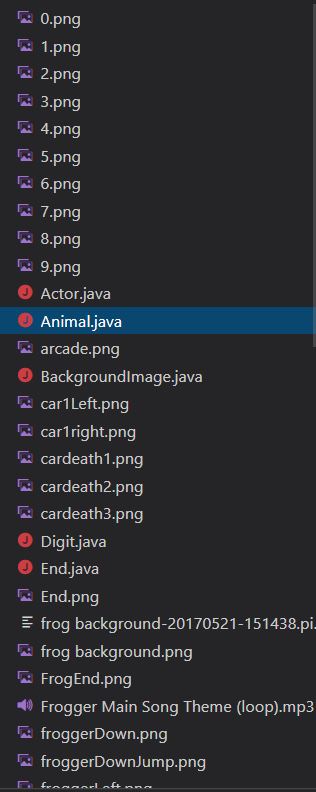 0.png
1.png
2.png
3.png
4.png
5.png
6.png
7.png
8.png
9.png
Actor.java
Animal.java
arcade.png
BackgroundImage.java
car1Left.png
car1right.png
cardeath1.png
cardeath2.png
cardeath3.png
Digit.java
End.java
End.png
frog background-20170521-151438.pi.
frog background.png
FrogEnd.png
Frogger Main Song Theme (loop).mp3
froggerDown.png
froggerDownJump.png
froggerLeft.png